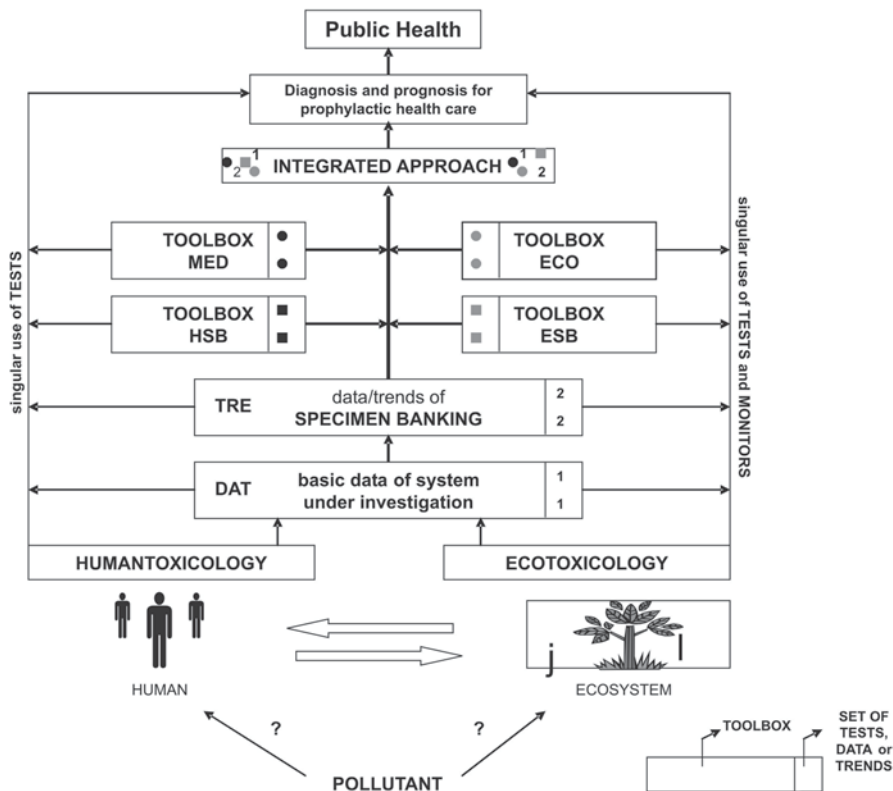 Public Health
Diagnosis and prognosis for
prophylactic health care
1
2
INTEGRATED APPROACH
1
2
TOOLBOX
MED
TOOLBOX
ECO
TOOLBOX
HSB
TOOLBOX
ESB
singular use of TESTS
singular use of TESTS and MONITORS
TRE
data/trends of
SPECIMEN BANKING
2
2
DAT
basic data of system
under investigation
1
1
HUMANTOXICOLOGY
ECOTOXICOLOGY
j
l
HUMAN
ECOSYSTEM
?
?
POLLUTANT
TOOLBOX
SET OF
TESTS,
DATA or
TRENDS